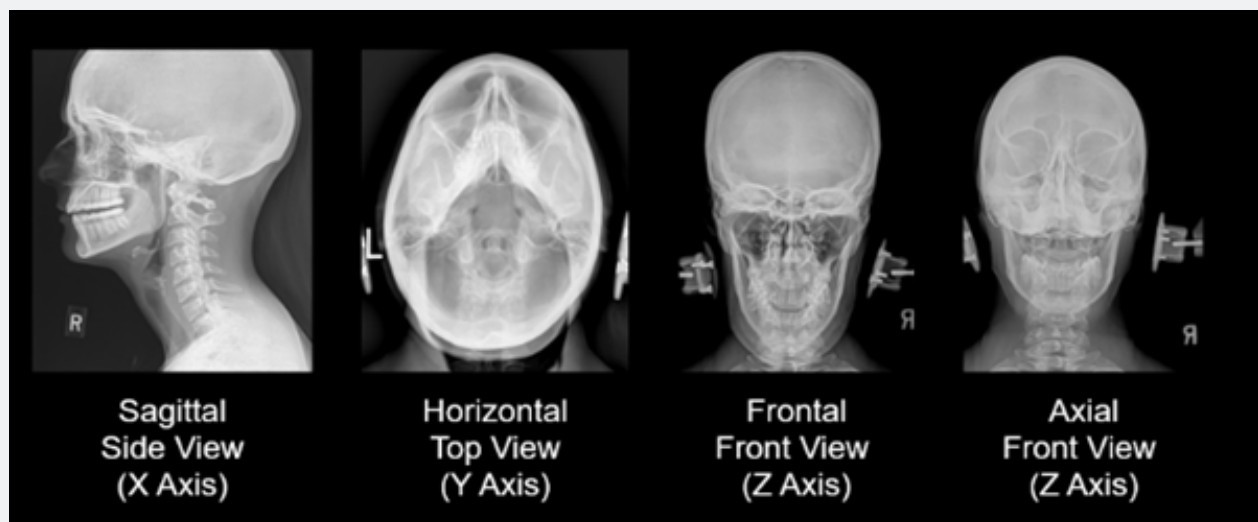 R
L
R
R
Sagittal
Side View
(X Axis)
Horizontal
Top View
(Y Axis)
Frontal
Front View
(Z Axis)
Axial
Front View
(Z Axis)